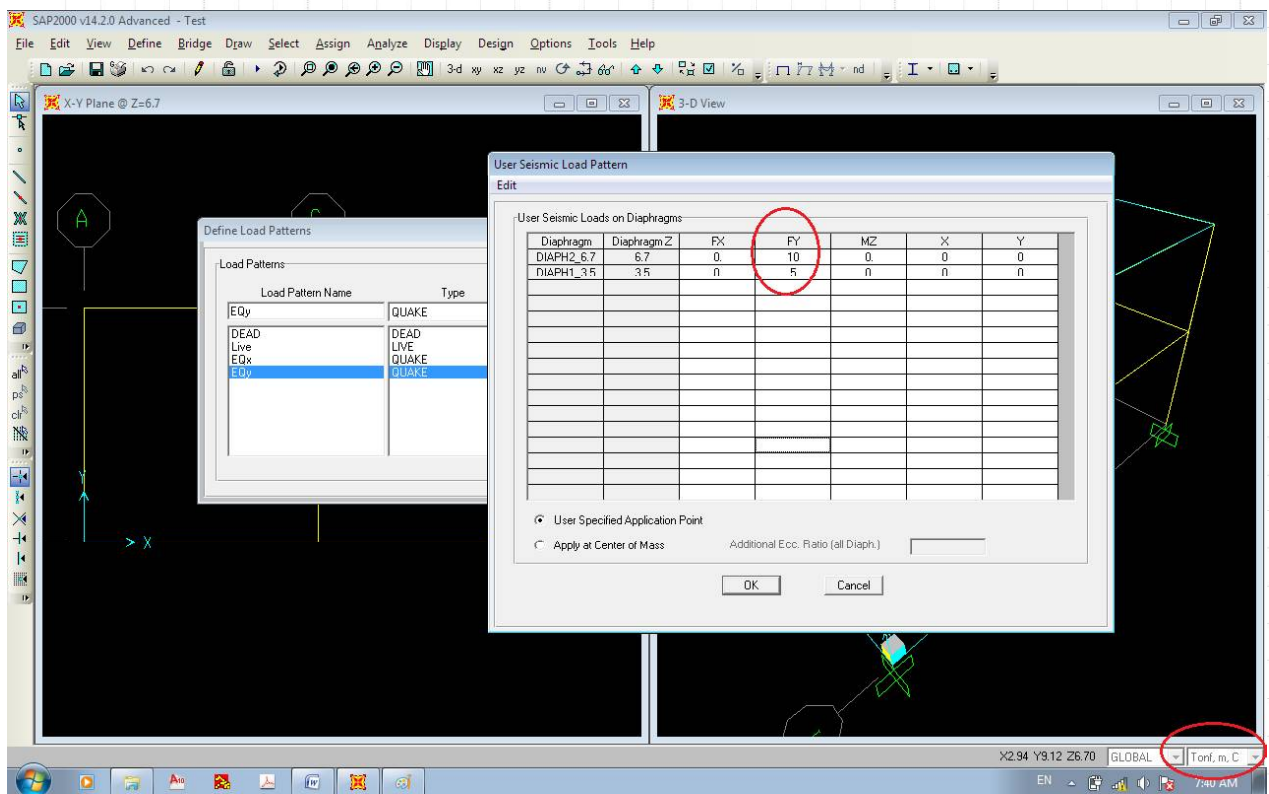 SAP2000 v14.2.0 Advanced - Test
File Edit View Define Bridge Draw Select Assign Analyze Display Design Options Tools Help
3-d xy xz yz nv nd
X-Y Plane @ Z=6.7
3-D View
A
Y
X
all
ps
clr
Define Load Patterns
Load Patterns
Load Pattern Name Type
EQy QUAKE
DEAD DEAD
Live LIVE
EQx QUAKE
EQy QUAKE
User Seismic Load Pattern
Edit
User Seismic Loads on Diaphragms
Diaphragm Diaphragm Z FX FY MZ X Y
DIAPH2_6.7 6.7 0. 10 0. 0 0
DIAPH1_3.5 3.5 0 5 0 0 0
User Specified Application Point
Apply at Center of Mass Additional Ecc. Ratio (all Diaph.)
OK Cancel
X2.94 Y9.12 Z6.70 GLOBAL Tonf, m, C
EN 7:40 AM